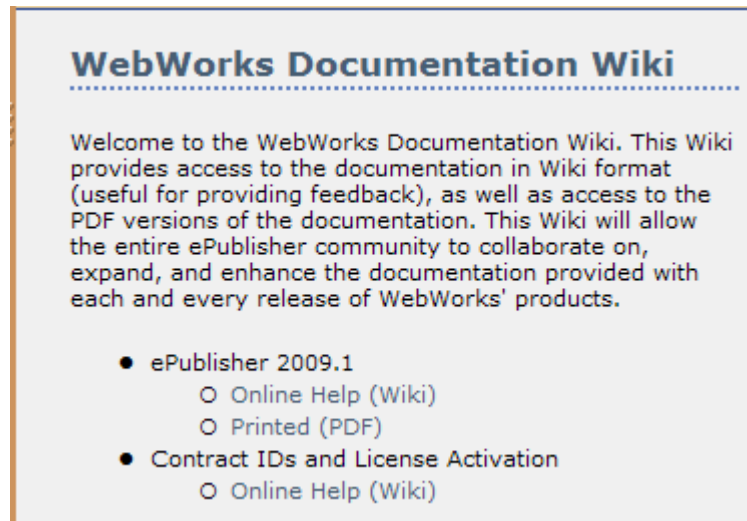 WebWorks Documentation Wiki
Welcome to the WebWorks Documentation Wiki. This Wiki
provides access to the documentation in Wiki format
(useful for providing feedback), as well as access to the
PDF versions of the documentation. This Wiki will allow
the entire ePublisher community to collaborate on,
expand, and enhance the documentation provided with
each and every release of WebWorks' products.
ePublisher 2009.1
Online Help (Wiki)
Printed (PDF)
Contract IDs and License Activation
Online Help (Wiki)